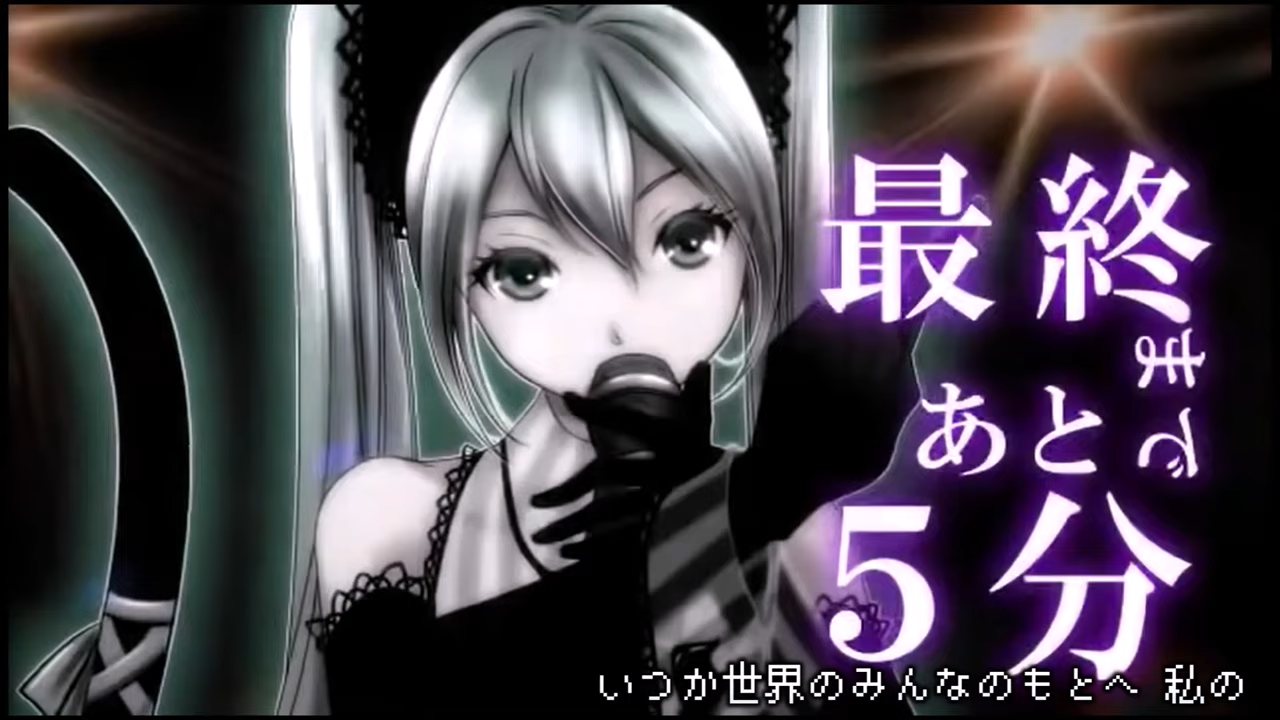 最終
まで
あと
5分
いつか世界のみんなのもとへ 私の